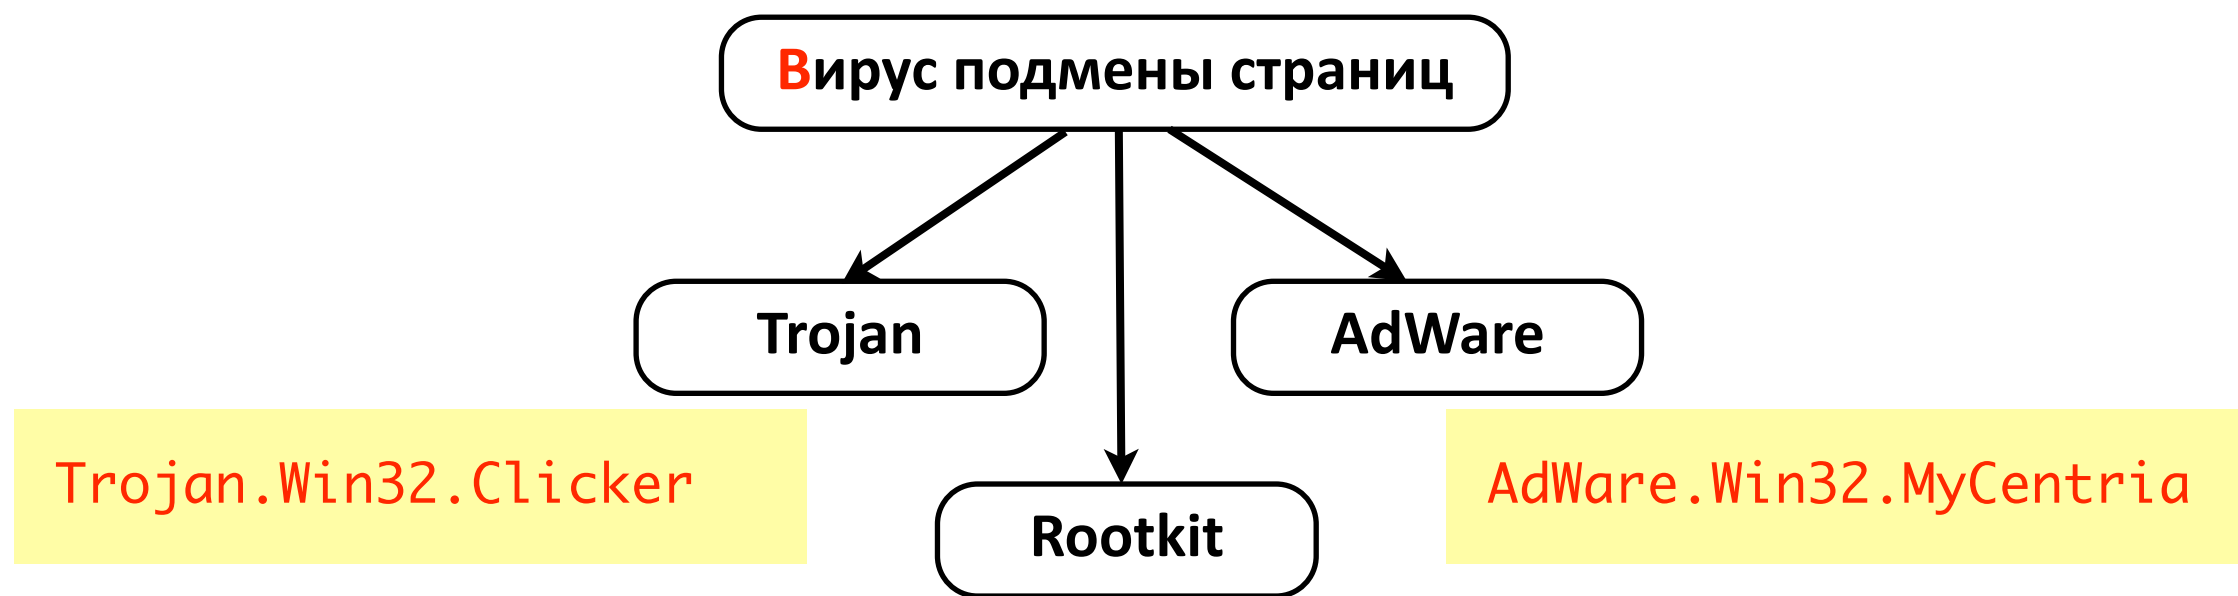 Вирус подмены страниц
Trojan
AdWare
Trojan.Win32.Clicker
AdWare.Win32.MyCentria
Rootkit